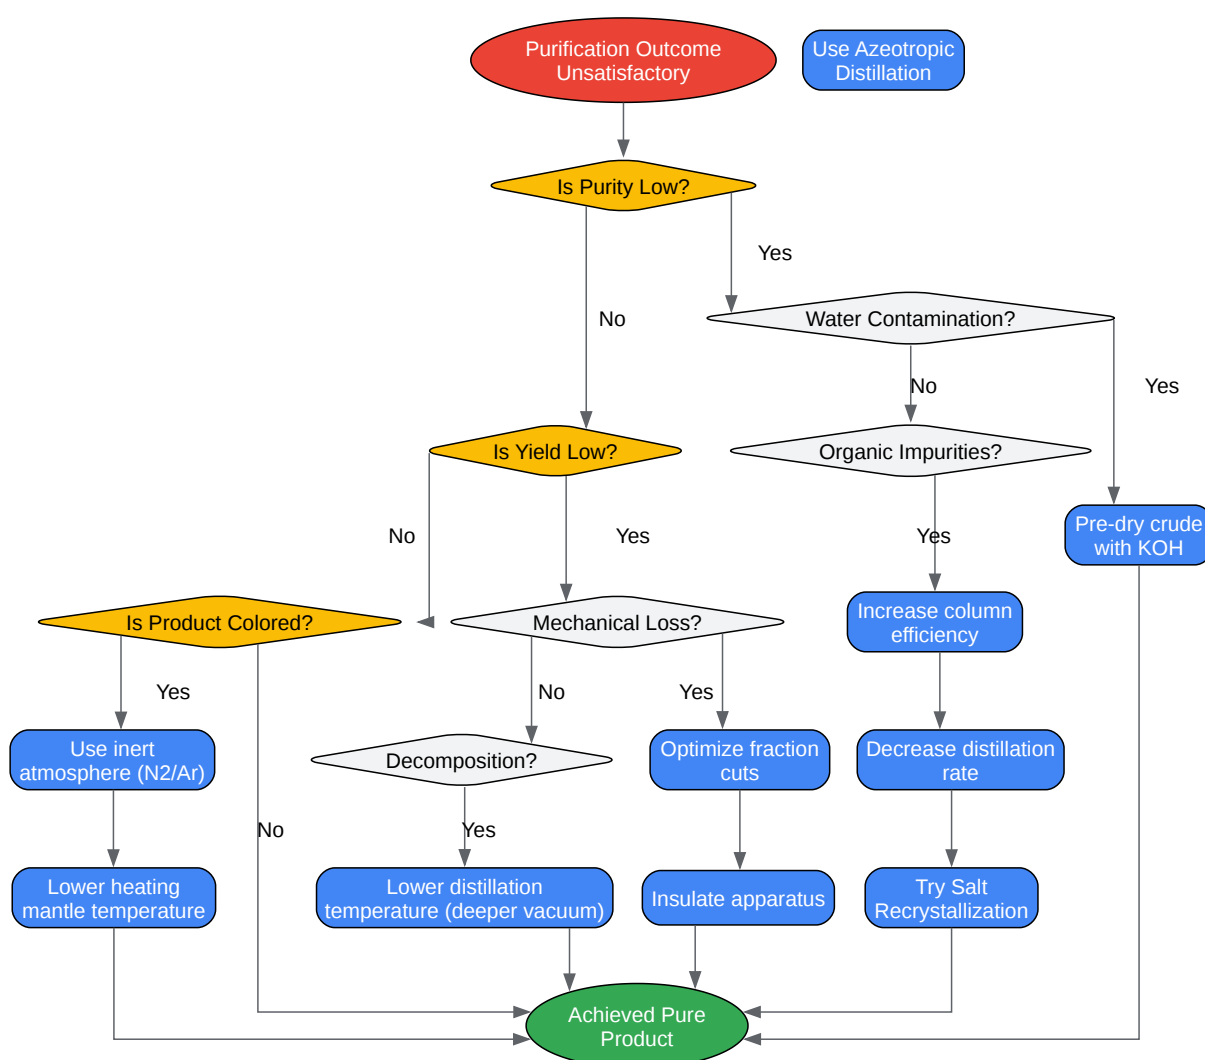 Purification Outcome
Unsatisfactory
Use Azeotropic
Distillation
Is Purity Low?
Yes
No
Water Contamination?
No
Yes
Is Yield Low?
Organic Impurities?
No
Yes
Yes
Pre-dry crude
with KOH
Is Product Colored?
Mechanical Loss?
Increase column
efficiency
Yes
No
Yes
Use inert
atmosphere (N2/Ar)
Decomposition?
Optimize fraction
cuts
Decrease distillation
rate
No
Yes
Lower heating
mantle temperature
Lower distillation
temperature (deeper vacuum)
Insulate apparatus
Try Salt
Recrystallization
Achieved Pure
Product